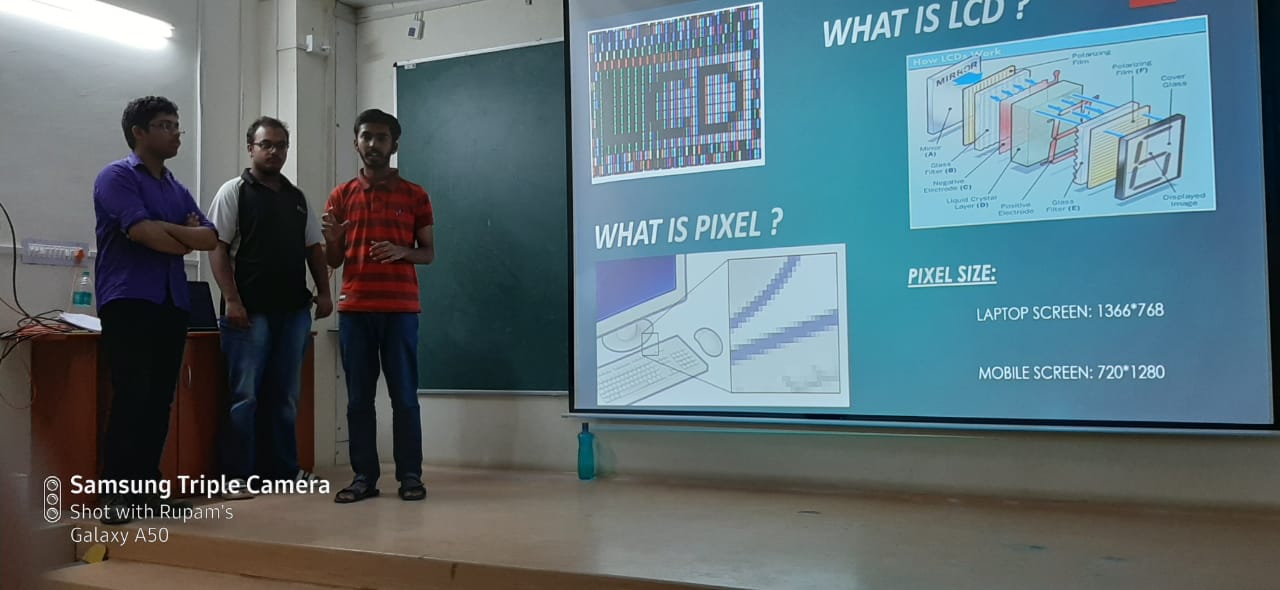 WHAT IS LCD ?
LCD
How LCDs Work
MIRROR
Polarizing
Film
Polarizing
Film (F)
Cover
Glass
Mirror
(A)
Glass
Filter (B)
Negative
Electrode (C)
Liquid Crystal
Layer (D)
Positive
Electrode
Glass
Filter (E)
Displayed
Image
WHAT IS PIXEL ?
PIXEL SIZE:
LAPTOP SCREEN: 1366*768
MOBILE SCREEN: 720*1280
Samsung Triple Camera
Shot with Rupam's
Galaxy A50